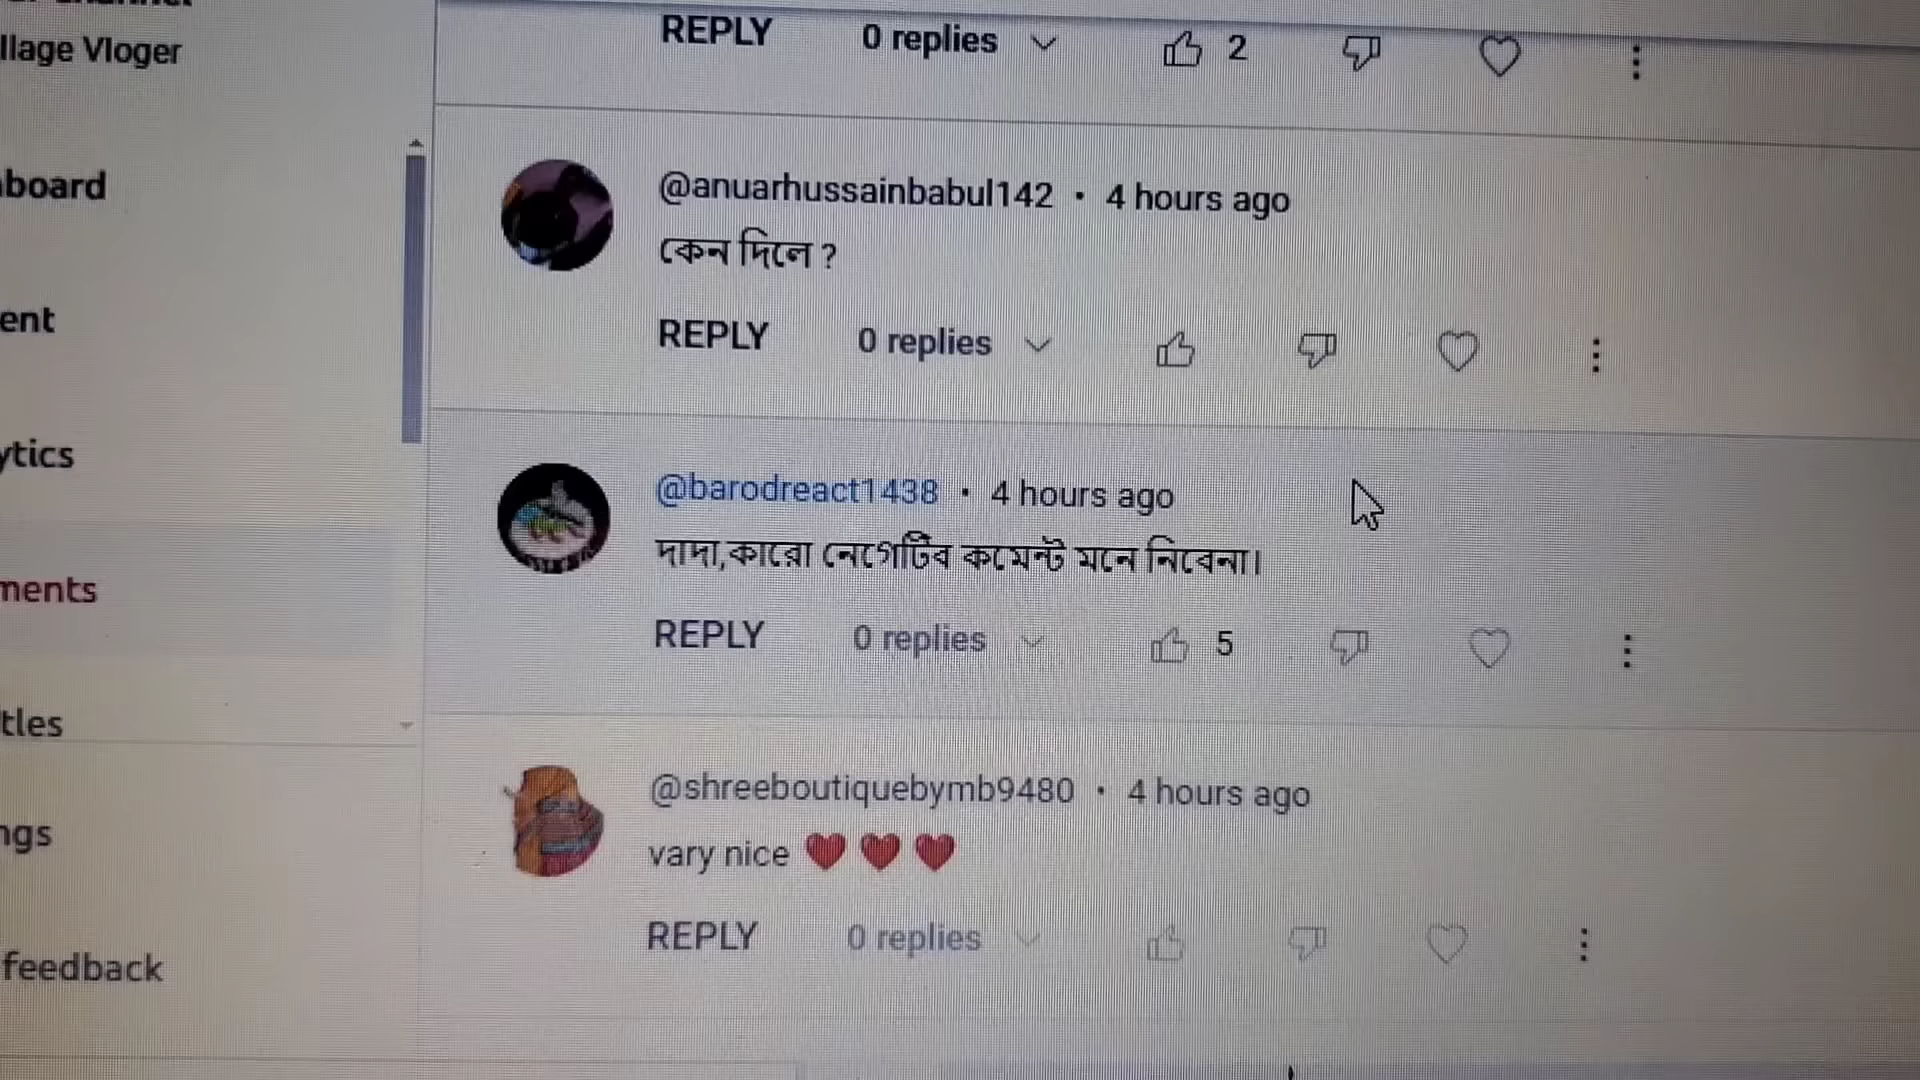 llage Vloger
board
ent
ytics
ments
tles
ngs
feedback
REPLY 0 replies 2
@anuarhussainbabul142 · 4 hours ago
কেন দিলে ?
REPLY 0 replies
@barodreact1438 · 4 hours ago
দাদা,কারো নেগেটিব কমেন্ট মনে নিবেনা।
REPLY 0 replies 5
@shreeboutiquebymb9480 · 4 hours ago
vary nice ❤️ ❤️ ❤️
REPLY 0 replies